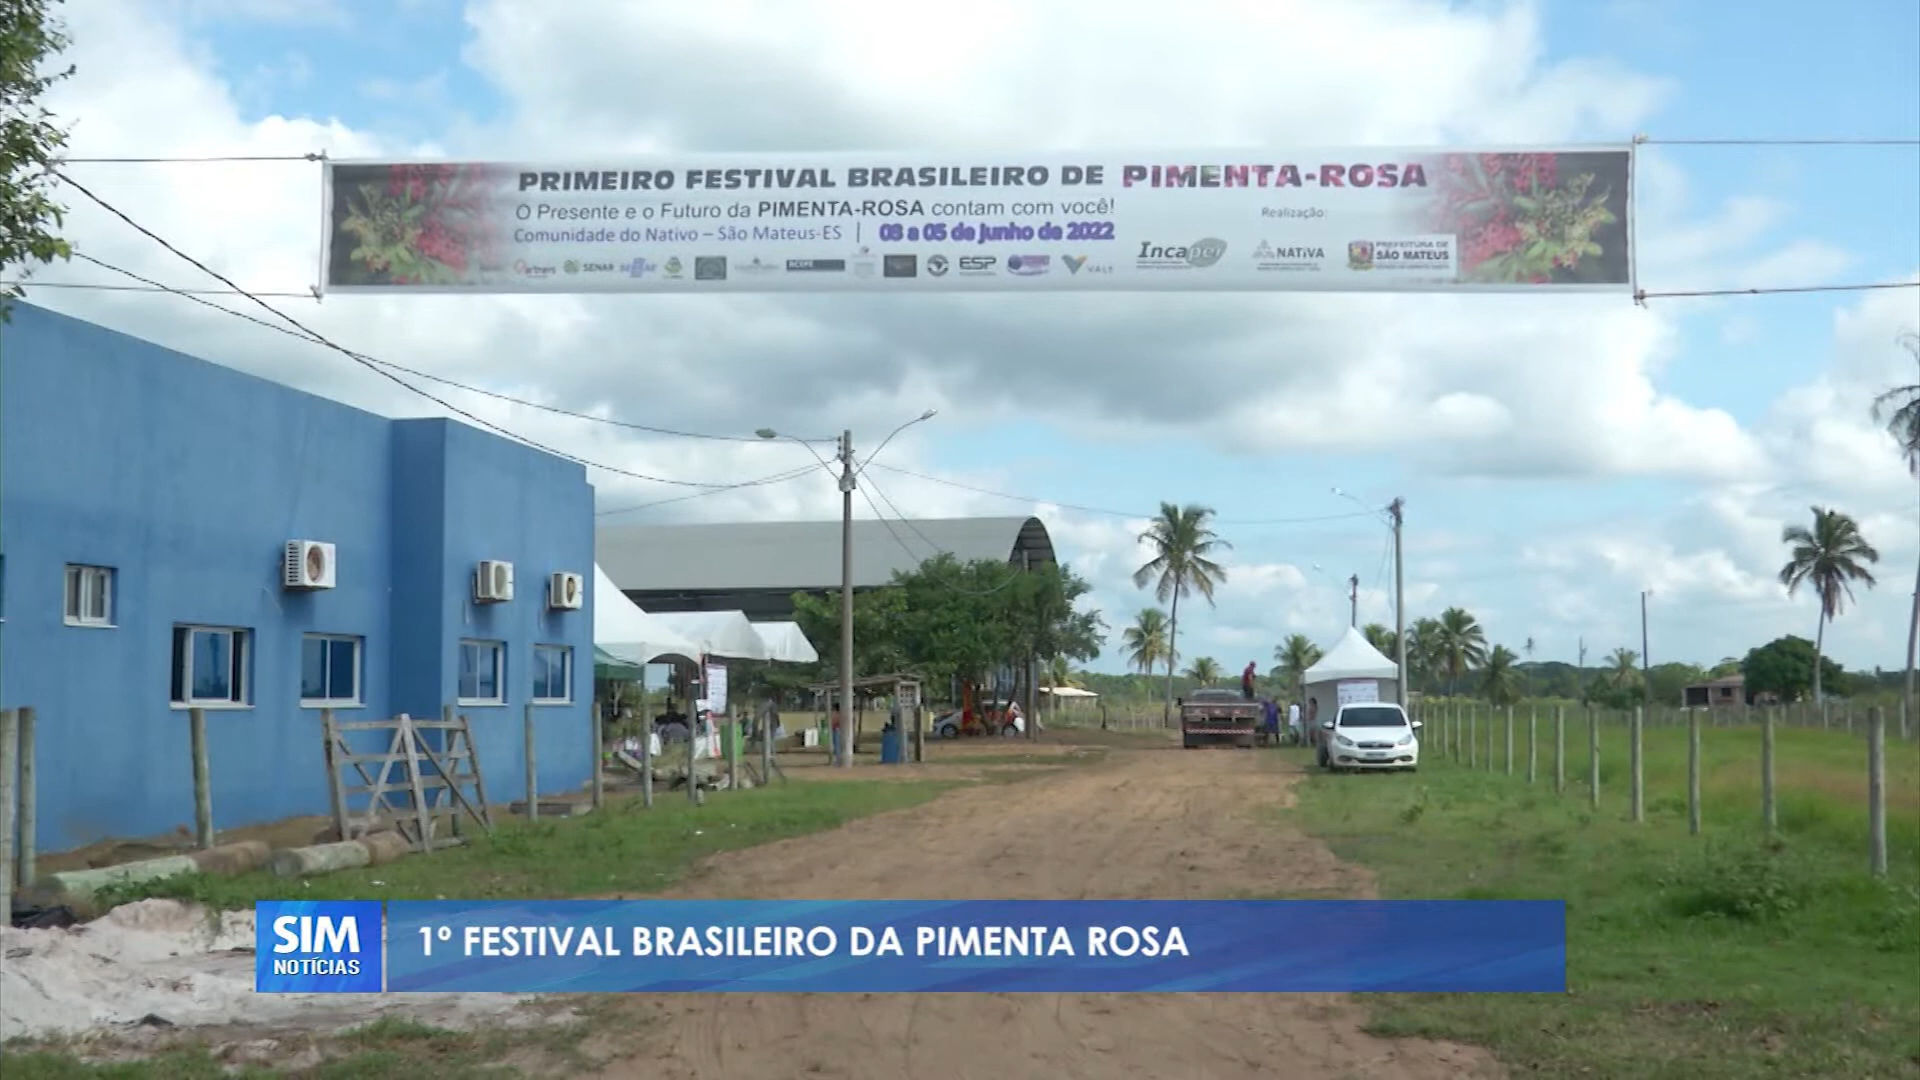 PRIMEIRO FESTIVAL BRASILEIRO DE PIMENTA-ROSA
O Presente e o Futuro da PIMENTA-ROSA contam com você!
Realização:
Comunidade do Nativo – São Mateus-ES | 03 a 05 de Junho de 2022
Incaper
NATiVA
PREFEITURA DE
SÃO MATEUS
SENAR
SEBRAE
ESP
VALE
SIM
NOTÍCIAS
1º FESTIVAL BRASILEIRO DA PIMENTA ROSA